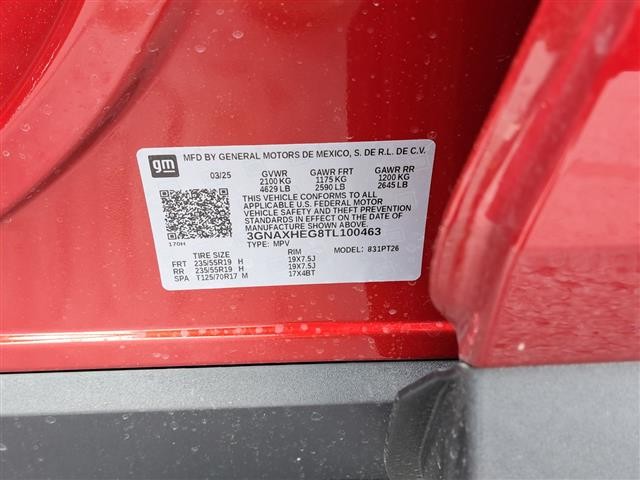 gm
MFD BY GENERAL MOTORS DE MEXICO, S. DE R.L. DE C.V.
03/25 GVWR GAWR FRT GAWR RR
2100 KG 1175 KG 1200 KG
4629 LB 2590 LB 2645 LB
THIS VEHICLE CONFORMS TO ALL
APPLICABLE U.S. FEDERAL MOTOR
VEHICLE SAFETY AND THEFT PREVENTION
STANDARDS IN EFFECT ON THE DATE OF
MANUFACTURE SHOWN ABOVE.
3GNAXHEG8TL100463
170H
TYPE: MPV MODEL: 831PT26
TIRE SIZE RIM
FRT 235/55R19 H 19X7.5J
RR 235/55R19 H 19X7.5J
SPA T125/70R17 M 17X4BT